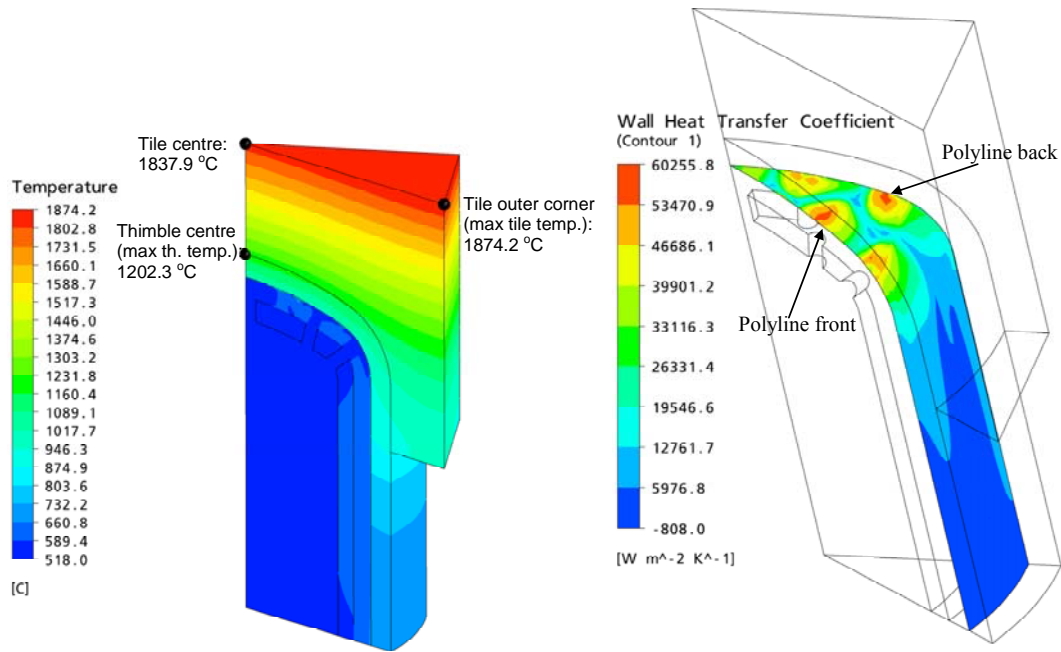 Tile centre:
1837.9 °C
Temperature
1874.2
1802.8
1731.5
1660.1
1588.7
1517.3
1446.0
1374.6
1303.2
1231.8
1160.4
1089.1
1017.7
946.3
874.9
803.6
732.2
660.8
589.4
518.0
[C]
Thimble centre
(max th. temp.):
1202.3 °C
Tile outer corner
(max tile temp.):
1874.2 °C
Wall Heat Transfer Coefficient
(Contour 1)
60255.8
53470.9
46686.1
39901.2
33116.3
26331.4
19546.6
12761.7
5976.8
-808.0
[W m^-2 K^-1]
Polyline back
Polyline front